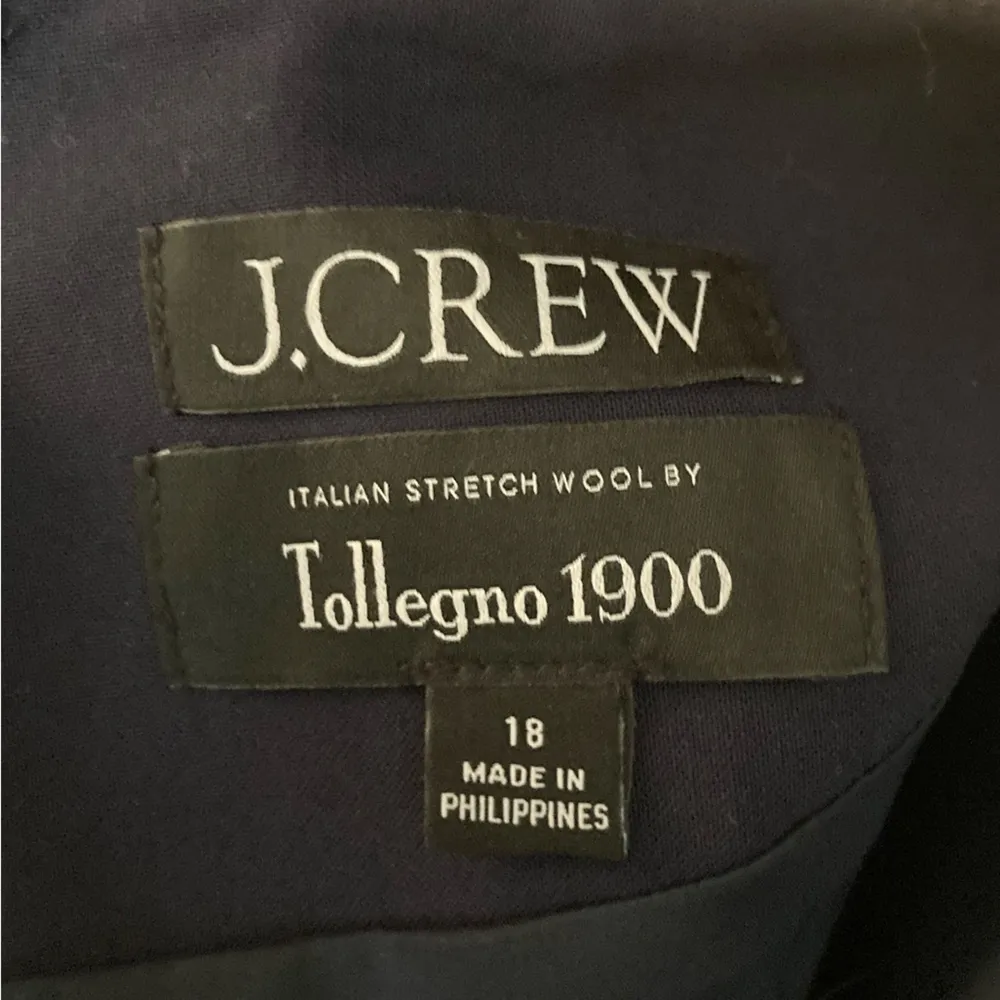 J.CREW
ITALIAN STRETCH WOOL BY
Tollegno 1900
18
MADE IN
PHILIPPINES